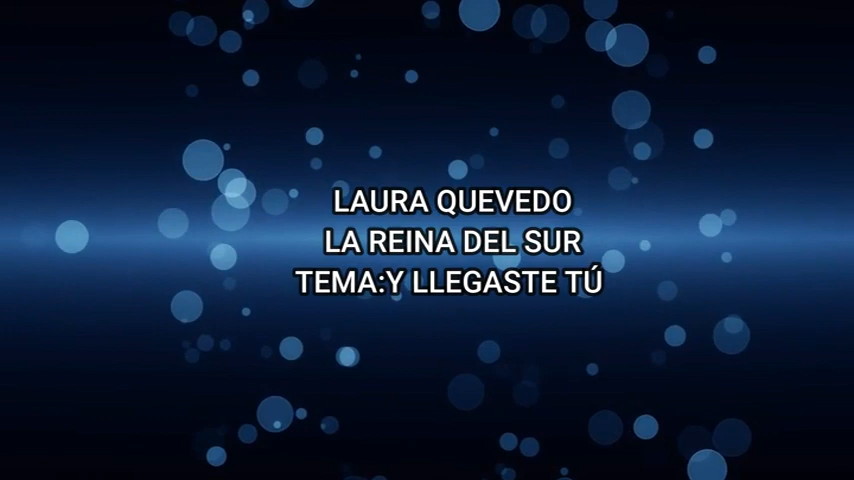 LAURA QUEVEDO
LA REINA DEL SUR
TEMA:Y LLEGASTE TÚ